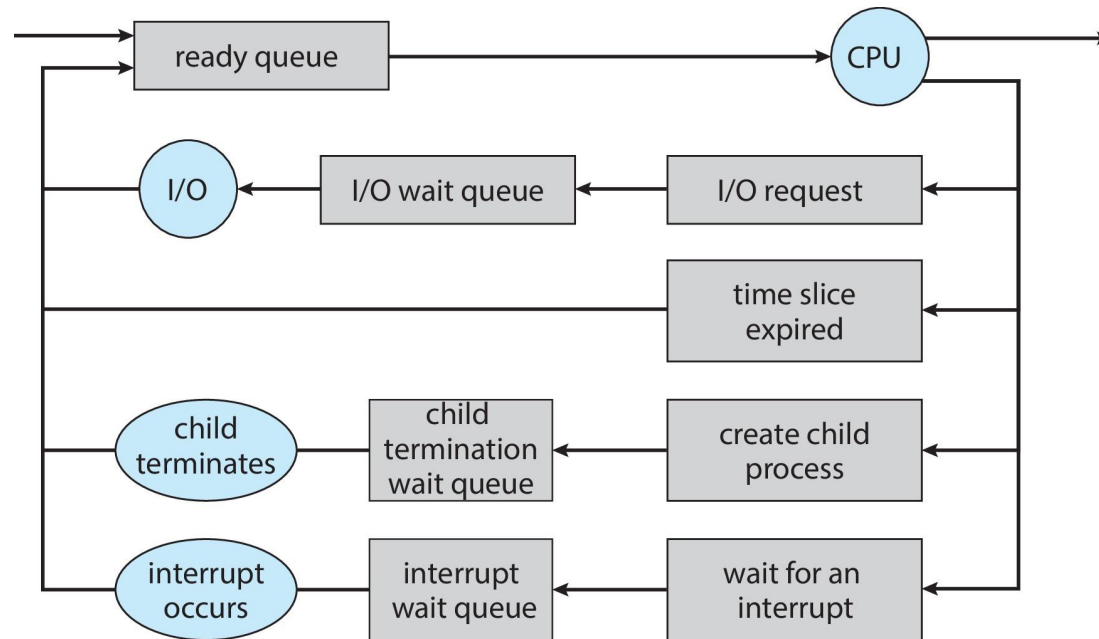 ready queue
CPU
I/O
I/O wait queue
I/O request
time slice
expired
child
terminates
child
termination
wait queue
create child
process
interrupt
occurs
interrupt
wait queue
wait for an
interrupt